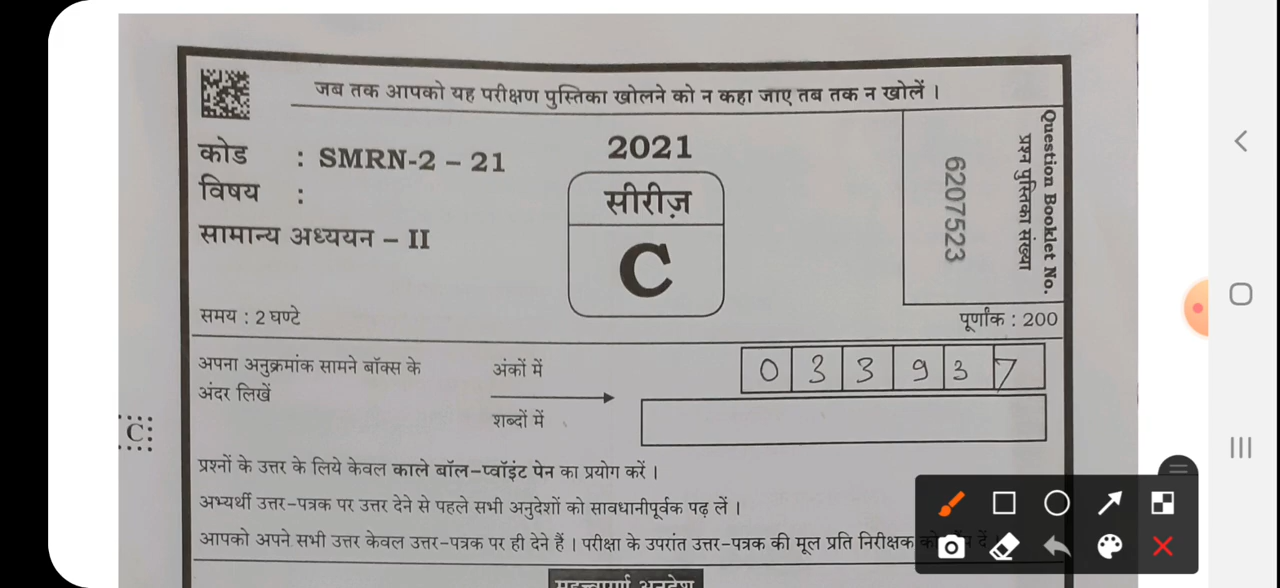 जब तक आपको यह परीक्षण पुस्तिका खोलने को न कहा जाए तब तक न खोलें ।
कोड : SMRN-2 – 21
विषय :
सामान्य अध्ययन – II
2021
सीरीज़
C
Question Booklet No.
प्रश्न पुस्तिका संख्या
6207523
समय : 2 घण्टे
पूर्णांक : 200
अपना अनुक्रमांक सामने बॉक्स के
अंदर लिखें
अंकों में
033937
शब्दों में
C
प्रश्नों के उत्तर के लिये केवल काले बॉल-प्वॉइंट पेन का प्रयोग करें ।
अभ्यर्थी उत्तर-पत्रक पर उत्तर देने से पहले सभी अनुदेशों को सावधानीपूर्वक पढ़ लें ।
आपको अपने सभी उत्तर केवल उत्तर-पत्रक पर ही देने हैं । परीक्षा के उपरांत उत्तर-पत्रक की मूल प्रति निरीक्षक